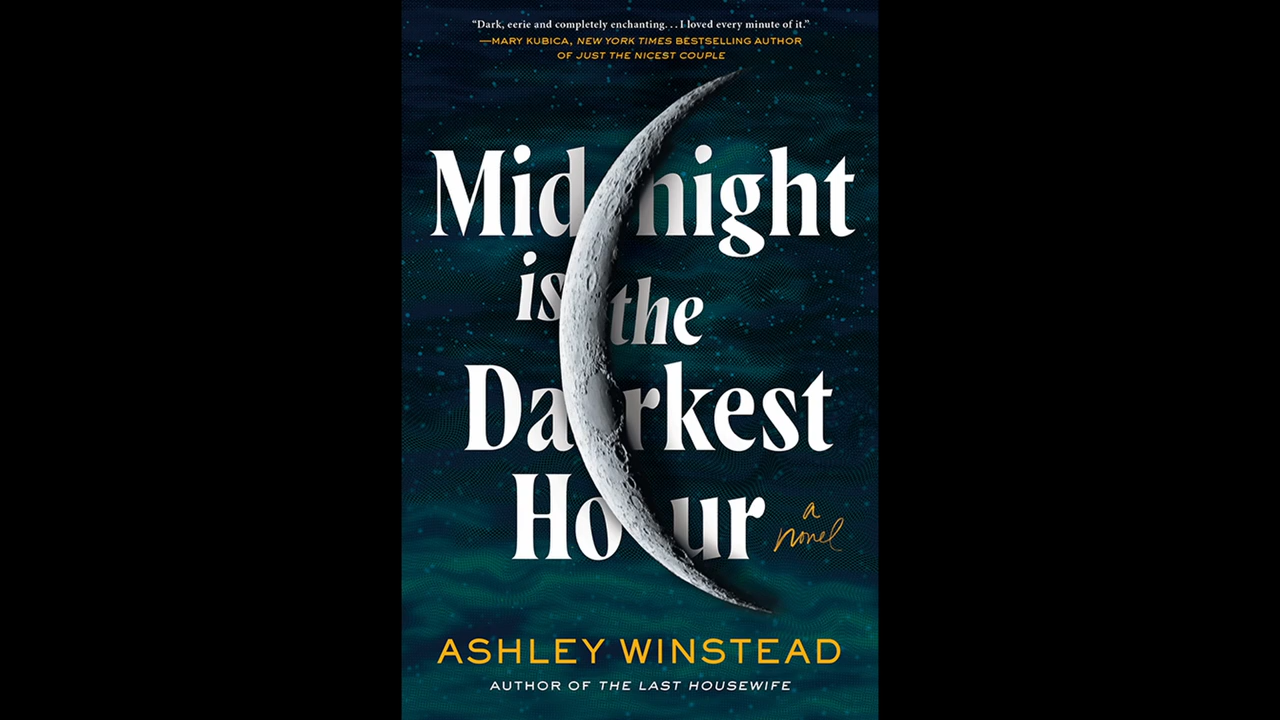 “Dark, eerie and completely enchanting. . . I loved every minute of it.”
—MARY KUBICA, NEW YORK TIMES BESTSELLING AUTHOR
OF JUST THE NICEST COUPLE
Midnight
is the
Darkest
Hour
a
novel
ASHLEY WINSTEAD
AUTHOR OF THE LAST HOUSEWIFE